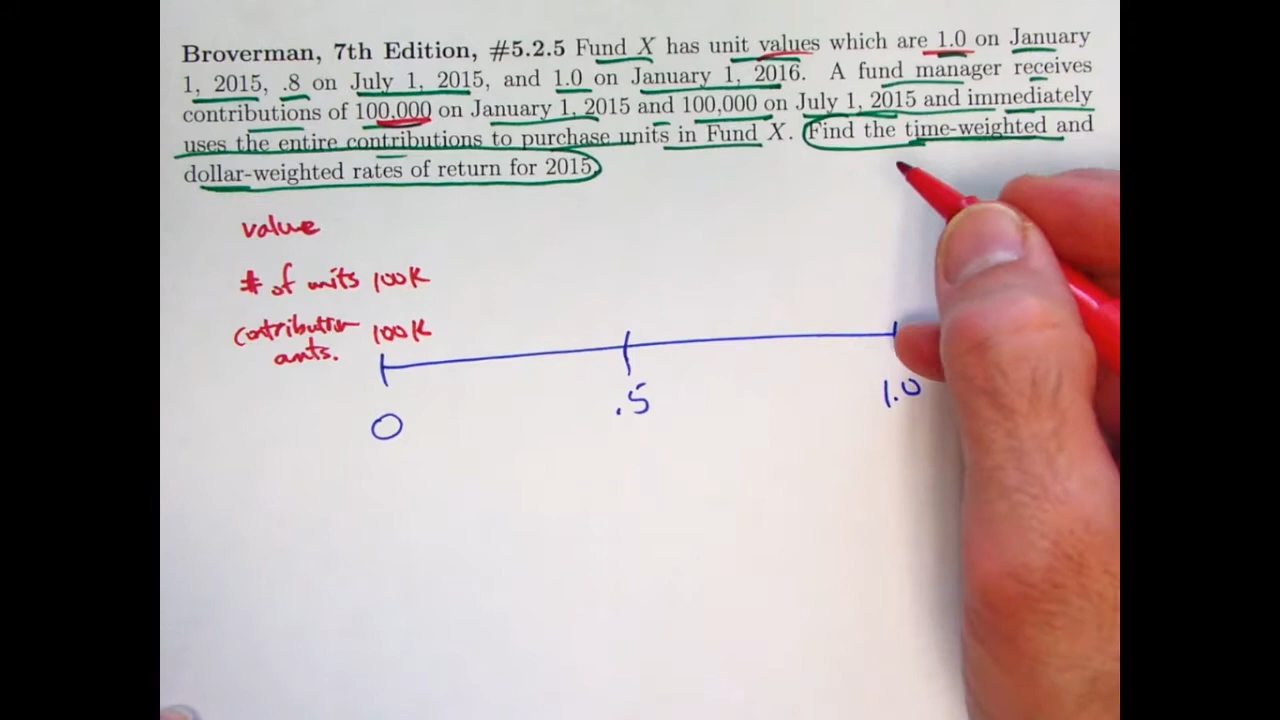 Broverman, 7th Edition, #5.2.5 Fund X has unit values which are 1.0 on January
1, 2015, .8 on July 1, 2015, and 1.0 on January 1, 2016. A fund manager receives
contributions of 100,000 on January 1, 2015 and 100,000 on July 1, 2015 and immediately
uses the entire contributions to purchase units in Fund X. Find the time-weighted and
dollar-weighted rates of return for 2015.
value
# of units 100K
contribution 100K
amts.
0 .5 1.0